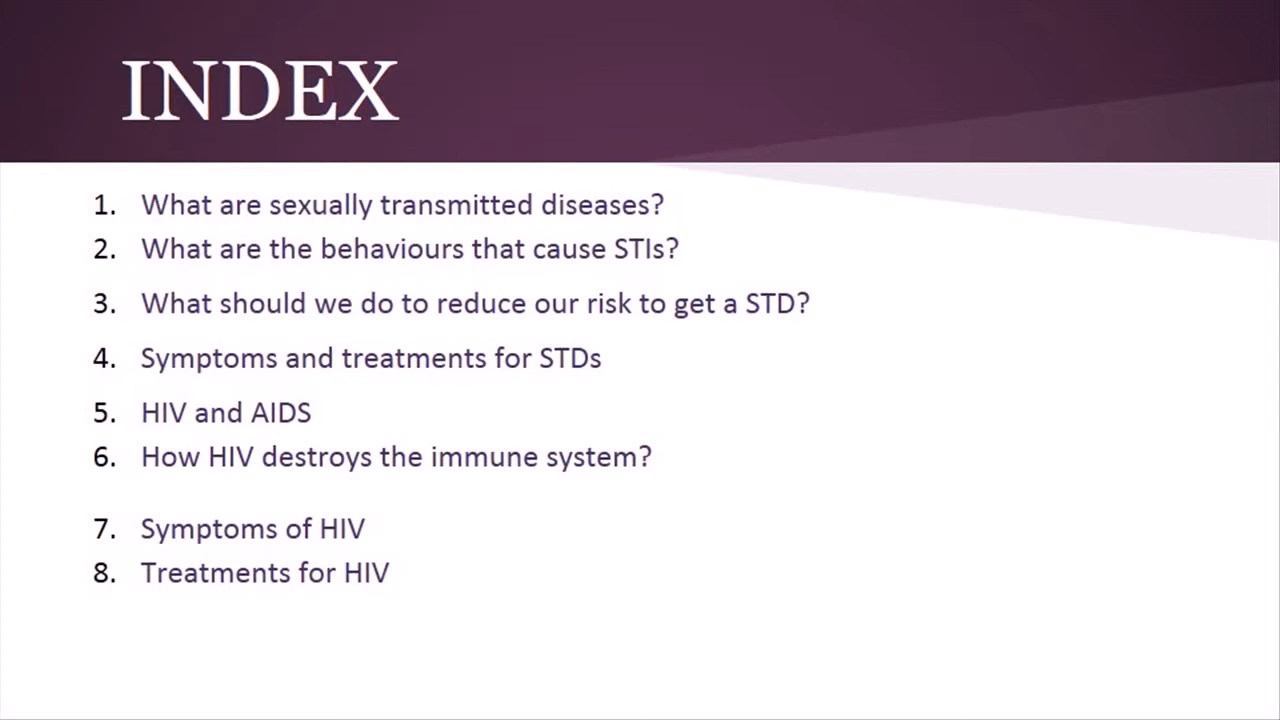 INDEX
1. What are sexually transmitted diseases?
2. What are the behaviours that cause STIs?
3. What should we do to reduce our risk to get a STD?
4. Symptoms and treatments for STDs
5. HIV and AIDS
6. How HIV destroys the immune system?
7. Symptoms of HIV
8. Treatments for HIV